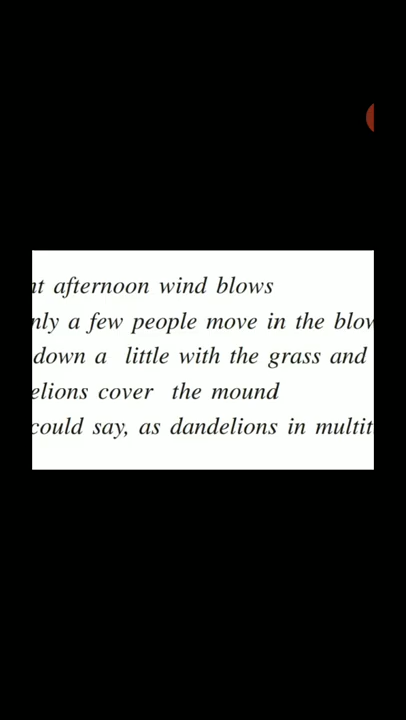 afternoon wind blows
a few people move in the
down a little with the grass and
cover the mound
could say, as dandelions in